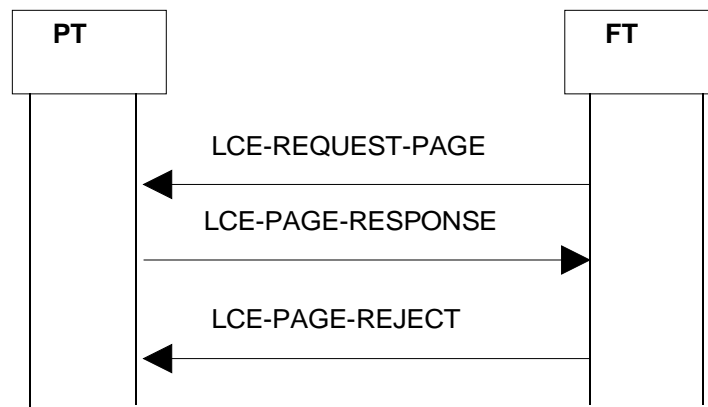 PT FT
LCE-REQUEST-PAGE
LCE-PAGE-RESPONSE
LCE-PAGE-REJECT